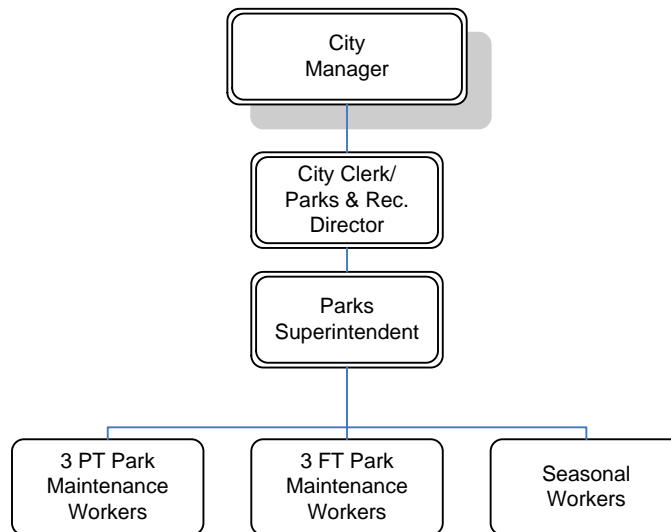 City
Manager
City Clerk/
Parks & Rec.
Director
Parks
Superintendent
3 PT Park
Maintenance
Workers
3 FT Park
Maintenance
Workers
Seasonal
Workers